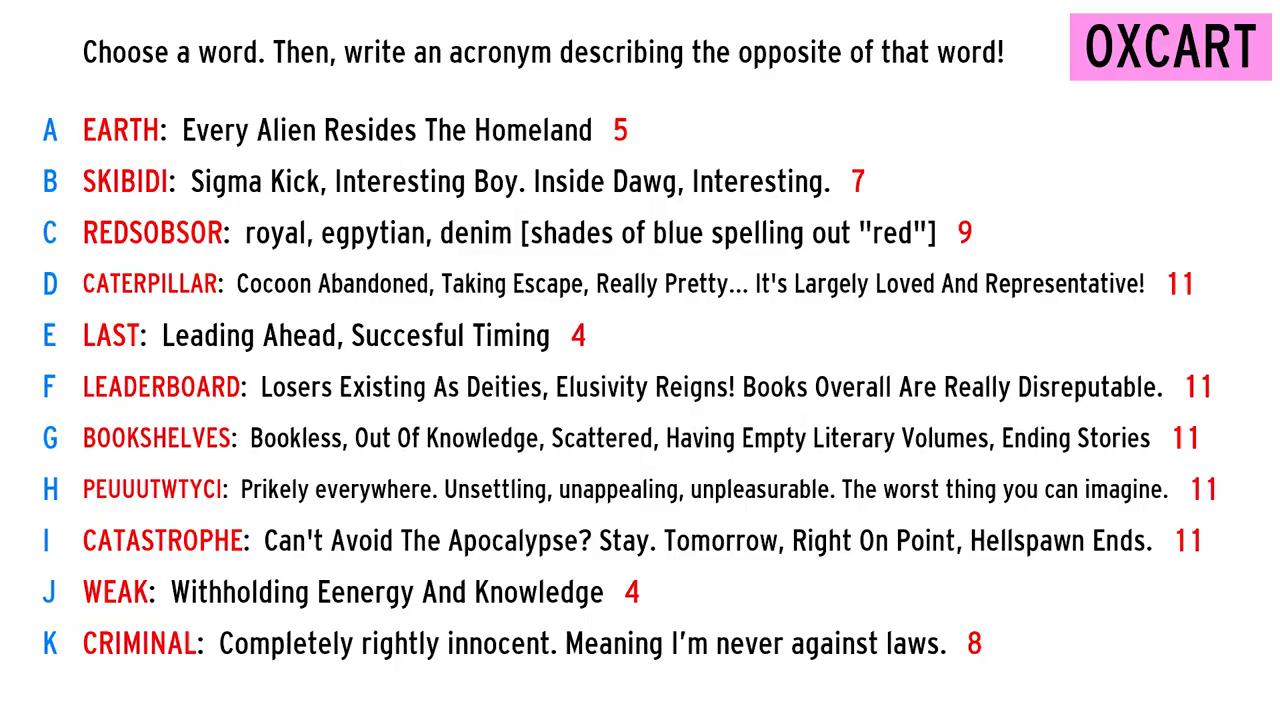 Choose a word. Then, write an acronym describing the opposite of that word!
OXCART
A EARTH: Every Alien Resides The Homeland 5
B SKIBIDI: Sigma Kick, Interesting Boy. Inside Dawg, Interesting. 7
C REDSOBSOR: royal, egpytian, denim [shades of blue spelling out "red"] 9
D CATERPILLAR: Cocoon Abandoned, Taking Escape, Really Pretty... It's Largely Loved And Representative! 11
E LAST: Leading Ahead, Succesful Timing 4
F LEADERBOARD: Losers Existing As Deities, Elusivity Reigns! Books Overall Are Really Disreputable. 11
G BOOKSHELVES: Bookless, Out Of Knowledge, Scattered, Having Empty Literary Volumes, Ending Stories 11
H PEUUUTWTYCI: Prikely everywhere. Unsettling, unappealing, unpleasurable. The worst thing you can imagine. 11
I CATASTROPHE: Can't Avoid The Apocalypse? Stay. Tomorrow, Right On Point, Hellspawn Ends. 11
J WEAK: Withholding Eenergy And Knowledge 4
K CRIMINAL: Completely rightly innocent. Meaning I’m never against laws. 8